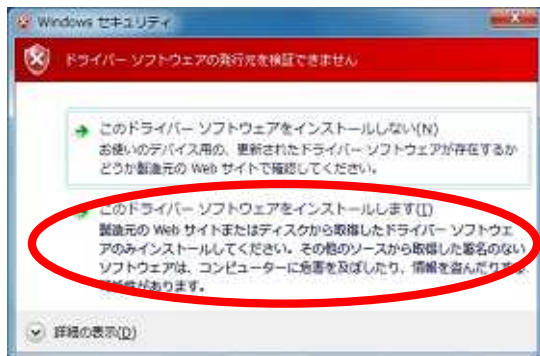 Windows セキュリティ
ドライバー ソフトウェアの発行元を検証できません
このドライバー ソフトウェアをインストールしない(N)
お使いのデバイス用の、更新されたドライバー ソフトウェアが存在するか
どうか製造元の Web サイトで確認してください。
このドライバー ソフトウェアをインストールします(I)
製造元の Web サイトまたはディスクから取得したドライバー ソフトウェ
アのみインストールしてください。その他のソースから取得した署名のない
ソフトウェアは、コンピューターに危害を及ぼしたり、情報を盗んだりする
可能性があります。
詳細の表示(D)